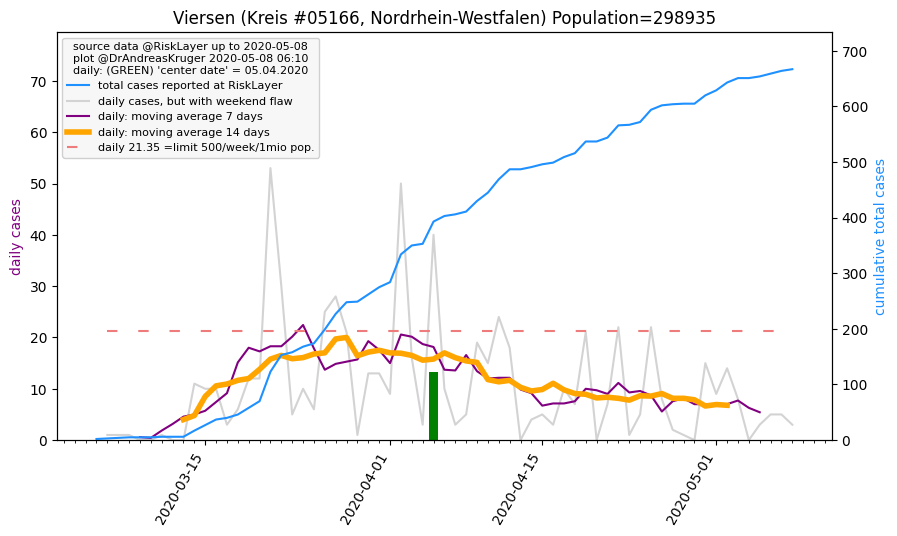 Viersen (Kreis #05166, Nordrhein-Westfalen) Population=298935
source data @RiskLayer up to 2020-05-08
plot @DrAndreasKruger 2020-05-08 06:10
daily: (GREEN) 'center date' = 05.04.2020
total cases reported at RiskLayer
daily cases, but with weekend flaw
daily: moving average 7 days
daily: moving average 14 days
daily 21.35 =limit 500/week/1mio pop.
daily cases
70
60
50
40
30
20
10
0
cumulative total cases
700
600
500
400
300
200
100
0
2020-03-15
2020-04-01
2020-04-15
2020-05-01